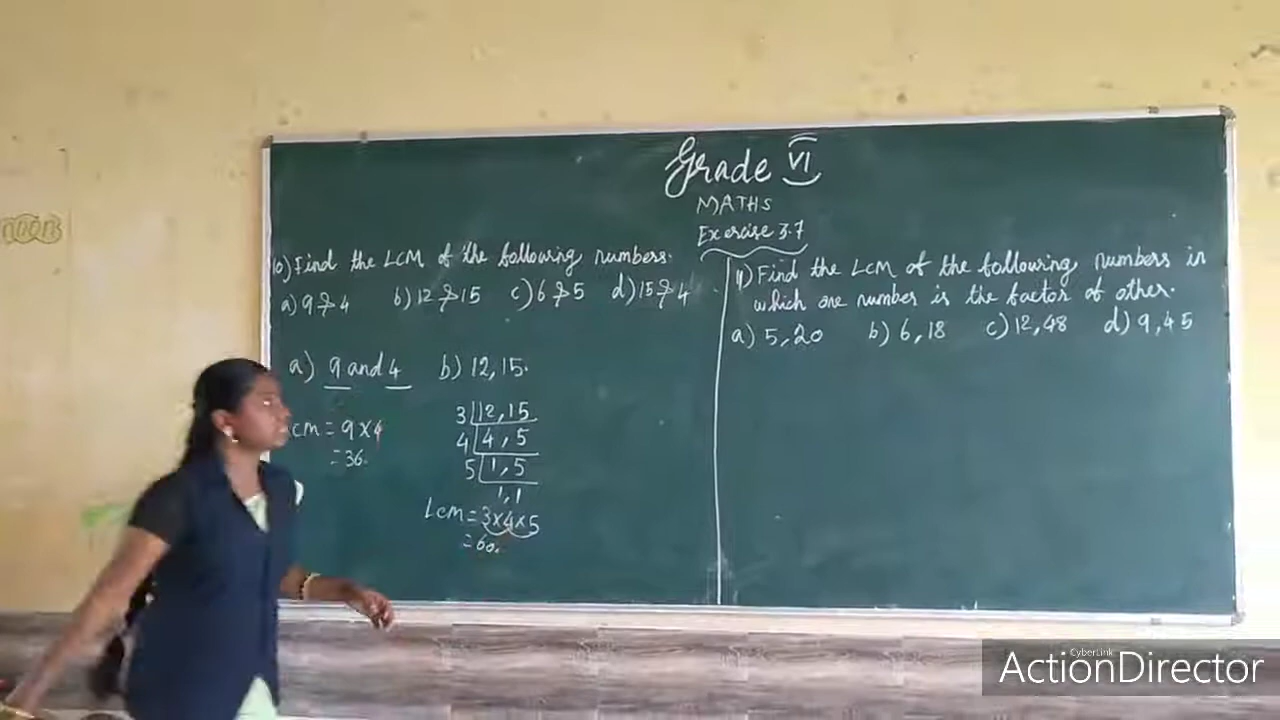 Grade VI
MATHS
Exercise 3.7
10) Find the LCM of the following numbers.
a) 9 & 4 b) 12 & 15 c) 6 & 5 d) 15 & 4
a) 9 and 4 b) 12, 15.
LCM = 9 x 4
= 36.
3 | 12, 15
4 | 4, 5
5 | 1, 5
1, 1
LCM = 3 x 4 x 5
= 60.
11) Find the LCM of the following numbers in
which one number is the factor of other.
a) 5, 20 b) 6, 18 c) 12, 48 d) 9, 45
noon
CyberLink
ActionDirector